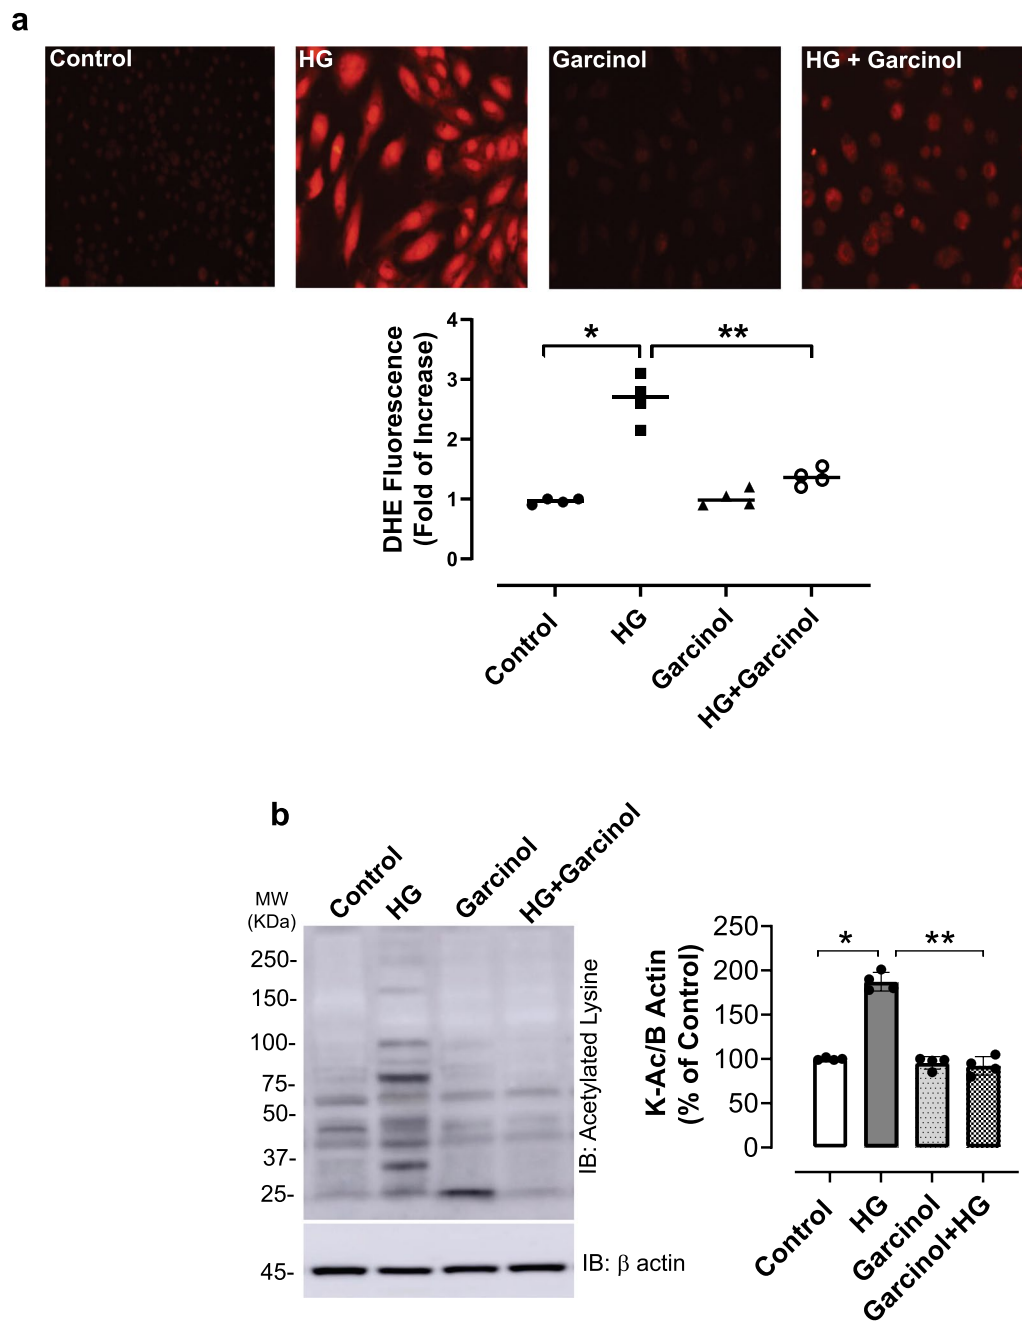 a
Control
HG
Garcinol
HG + Garcinol
DHE Fluorescence
(Fold of Increase)
4
3
2
1
0
*
**
Control
HG
Garcinol
HG+Garcinol
b
MW
(KDa)
Control
HG
Garcinol
HG+Garcinol
250-
150-
100-
75-
50-
37-
25-
45-
IB: Acetylated Lysine
IB: β actin
K-Ac/B Actin
(% of Control)
250
200
150
100
50
0
*
**
Control
HG
Garcinol
Garcinol+HG